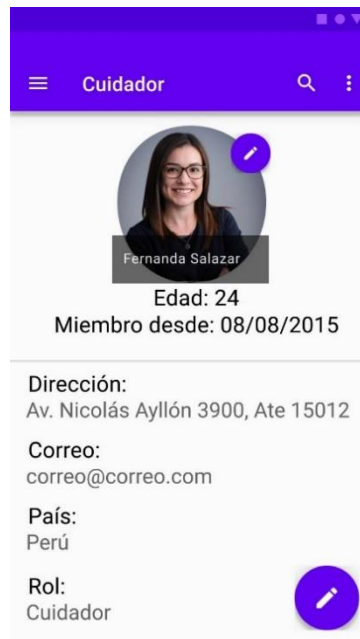 Cuidador
Fernanda Salazar
Edad: 24
Miembro desde: 08/08/2015
Dirección:
Av. Nicolás Ayllón 3900, Ate 15012
Correo:
correo@correo.com
País:
Perú
Rol:
Cuidador